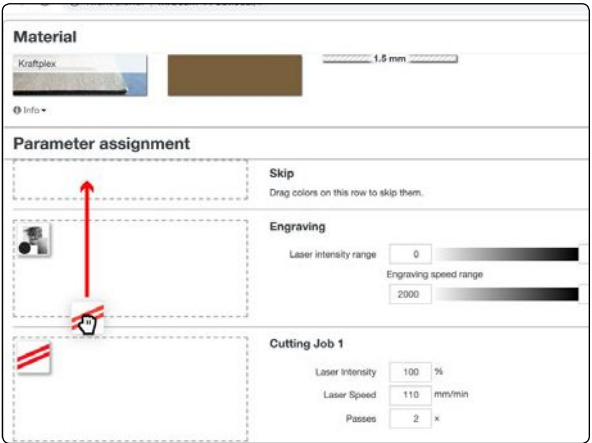 Material
Kraftplex
1.5 mm
Info
Parameter assignment
Skip
Drag colors on this row to skip them.
Engraving
Laser intensity range 0
Engraving speed range
2000
Cutting Job 1
Laser Intensity 100 %
Laser Speed 110 mm/min
Passes 2 ×